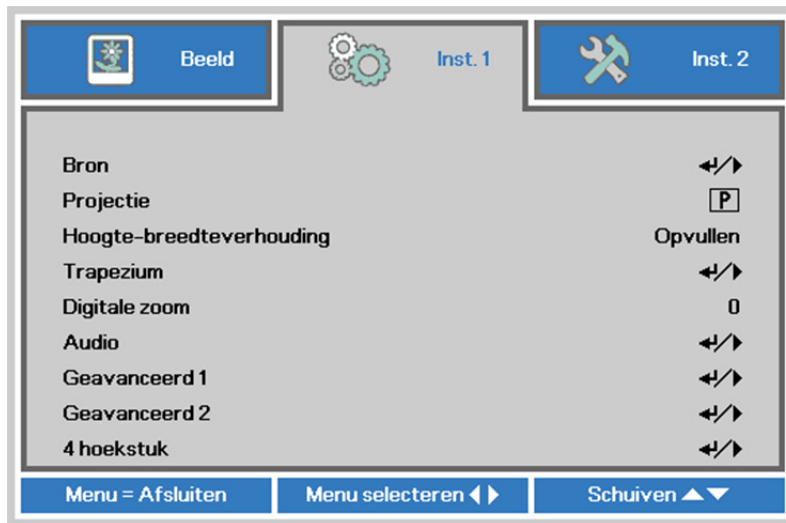 Beeld
Inst. 1
Inst. 2
Bron
Projectie P
Hoogte-breedteverhouding Opvullen
Trapezium
Digitale zoom 0
Audio
Geavanceerd 1
Geavanceerd 2
4 hoekstuk
Menu = Afsluiten
Menu selecteren
Schuiven